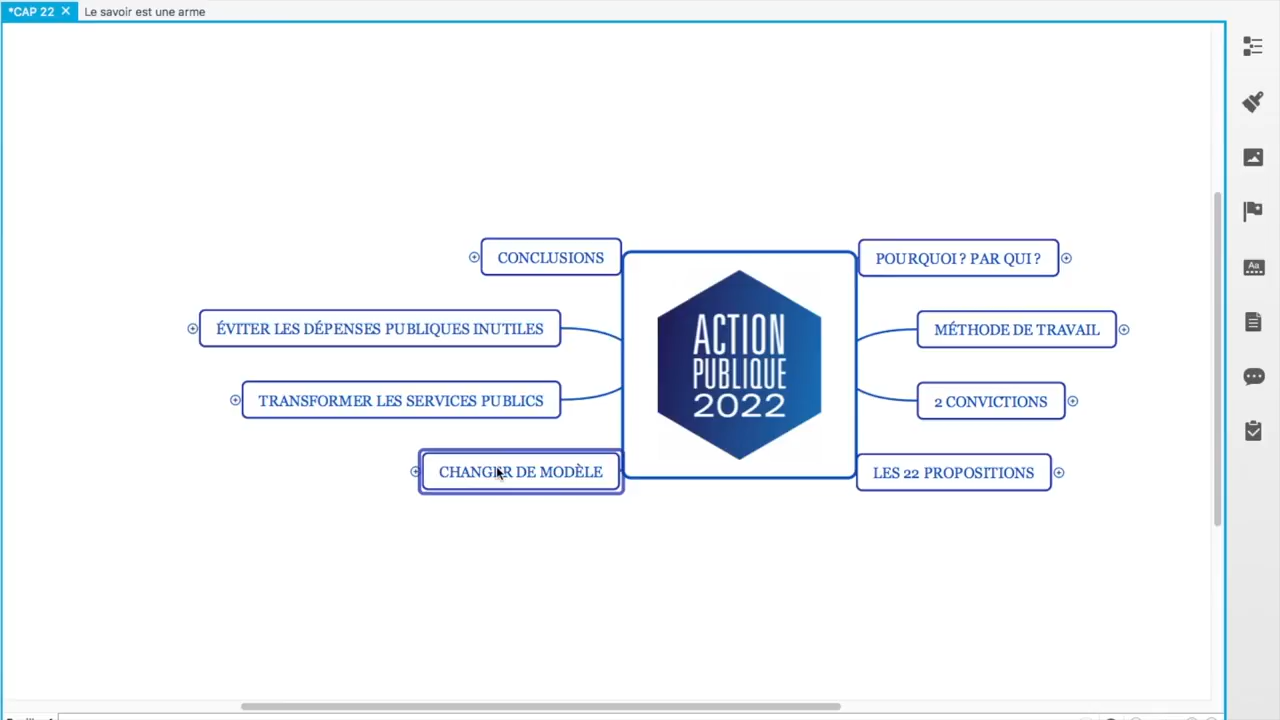 *CAP 22
Le savoir est une arme
CONCLUSIONS
POURQUOI ? PAR QUI ?
ÉVITER LES DÉPENSES PUBLIQUES INUTILES
MÉTHODE DE TRAVAIL
ACTION
PUBLIQUE
2022
TRANSFORMER LES SERVICES PUBLICS
2 CONVICTIONS
CHANGER DE MODÈLE
LES 22 PROPOSITIONS
Aa